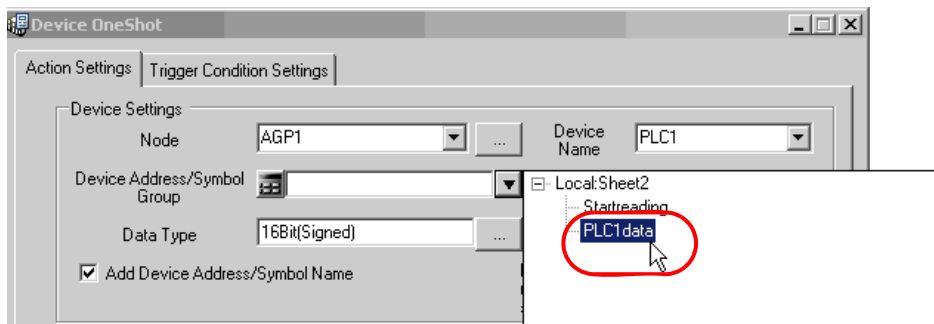 Device OneShot
Action Settings
Trigger Condition Settings
Device Settings
Node
AGP1
...
Device
Name
PLC1
Device Address/Symbol
Group
Local:Sheet2
Startreading
PLC1data
Data Type
16Bit(Signed)
...
Add Device Address/Symbol Name